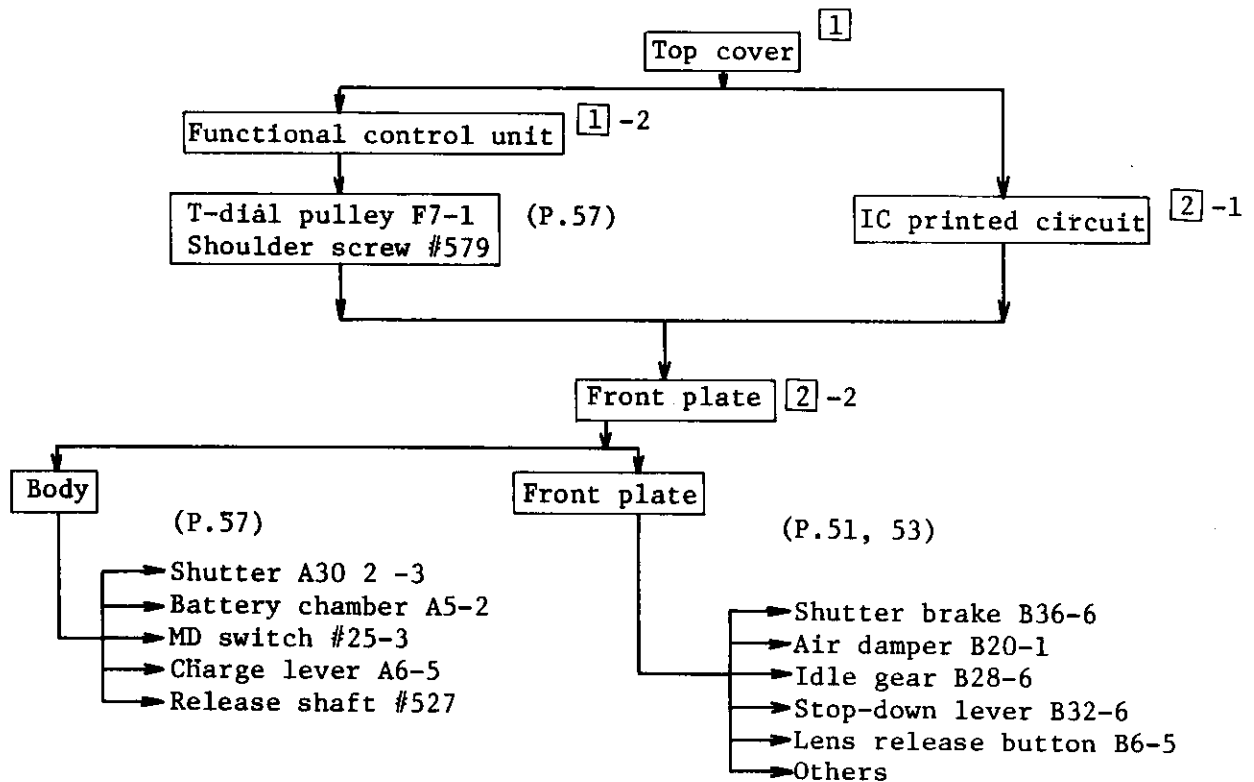 1
Top cover
Functional control unit 1 -2
T-dial pulley F7-1 (P.57)
Shoulder screw #579
IC printed circuit 2 -1
Front plate 2 -2
Body
(P.57)
Shutter A30 2 -3
Battery chamber A5-2
MD switch #25-3
Charge lever A6-5
Release shaft #527
Front plate
(P.51, 53)
Shutter brake B36-6
Air damper B20-1
Idle gear B28-6
Stop-down lever B32-6
Lens release button B6-5
Others